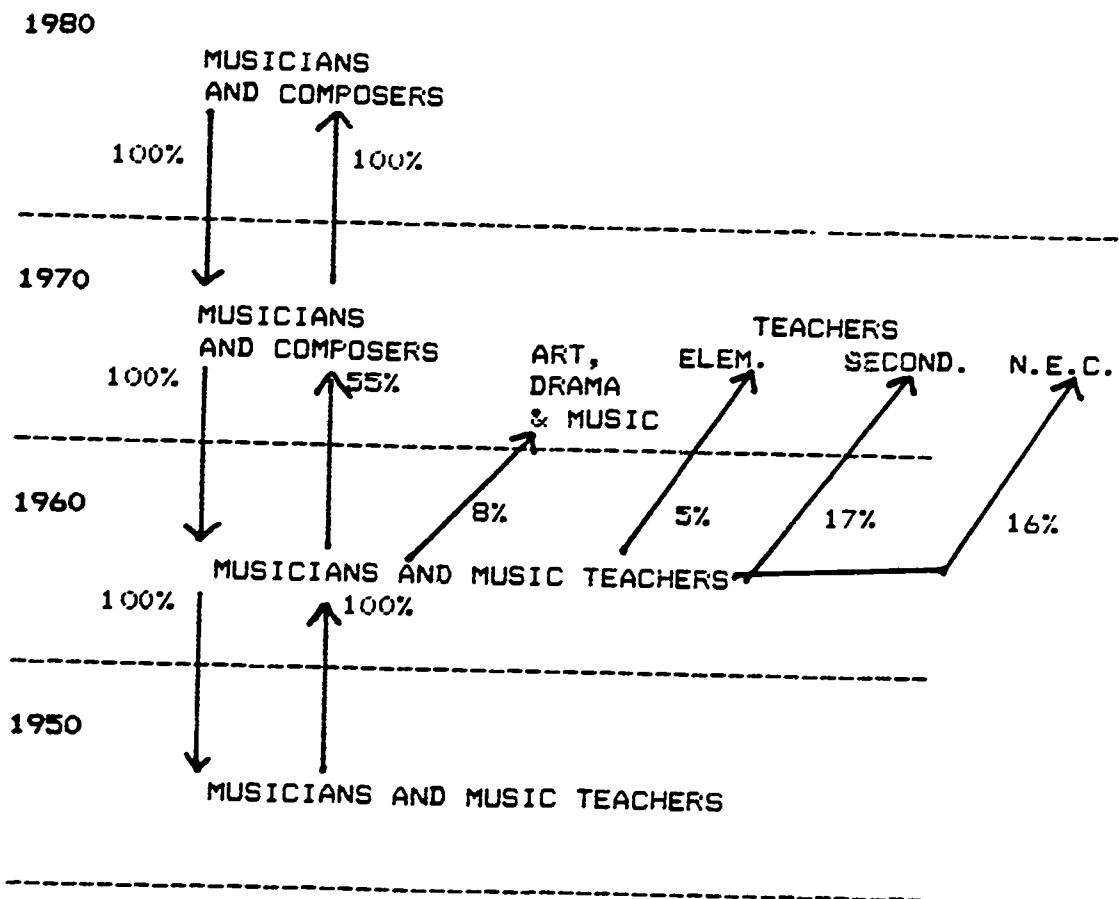 1980
MUSICIANS
AND COMPOSERS
100%
100%
1970
MUSICIANS
AND COMPOSERS
TEACHERS
ART,
DRAMA
& MUSIC
ELEM.
SECOND.
N.E.C.
100%
55%
1960
8%
5%
17%
16%
MUSICIANS AND MUSIC TEACHERS
100%
100%
1950
MUSICIANS AND MUSIC TEACHERS